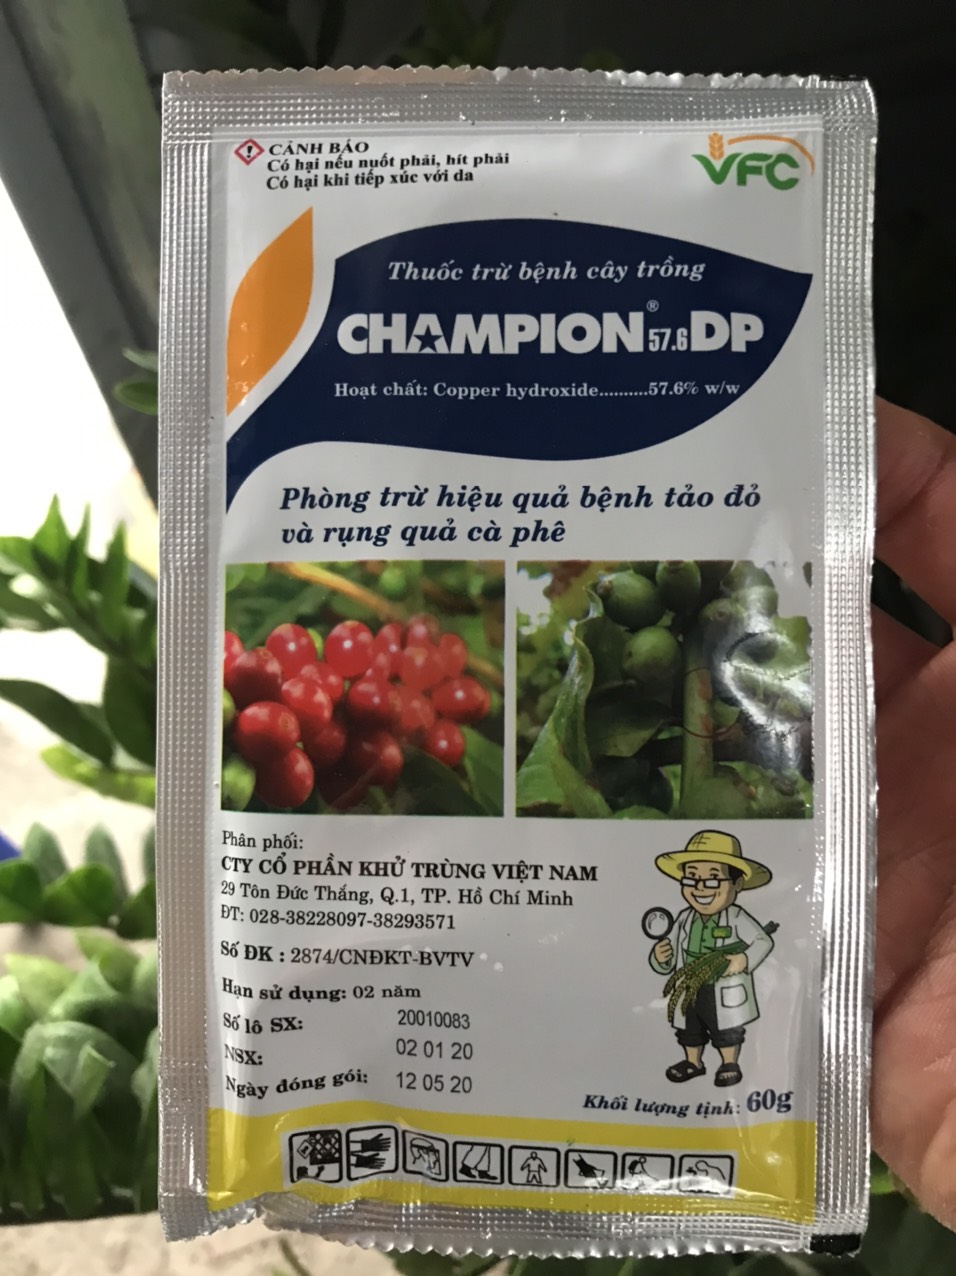 CẢNH BÁO
Có hại nếu nuốt phải, hít phải
Có hại khi tiếp xúc với da
VFC
Thuốc trừ bệnh cây trồng
CHAMPION® 57.6 DP
Hoạt chất: Copper hydroxide..........57.6% w/w
Phòng trừ hiệu quả bệnh tảo đỏ
và rụng quả cà phê
Phân phối:
CTY CỔ PHẦN KHỬ TRÙNG VIỆT NAM
29 Tôn Đức Thắng, Q.1, TP. Hồ Chí Minh
ĐT: 028-38228097-38293571
Số ĐK : 2874/CNĐKT-BVTV
Hạn sử dụng: 02 năm
Số lô SX: 20010083
NSX: 02 01 20
Ngày đóng gói: 12 05 20
Khối lượng tịnh: 60g